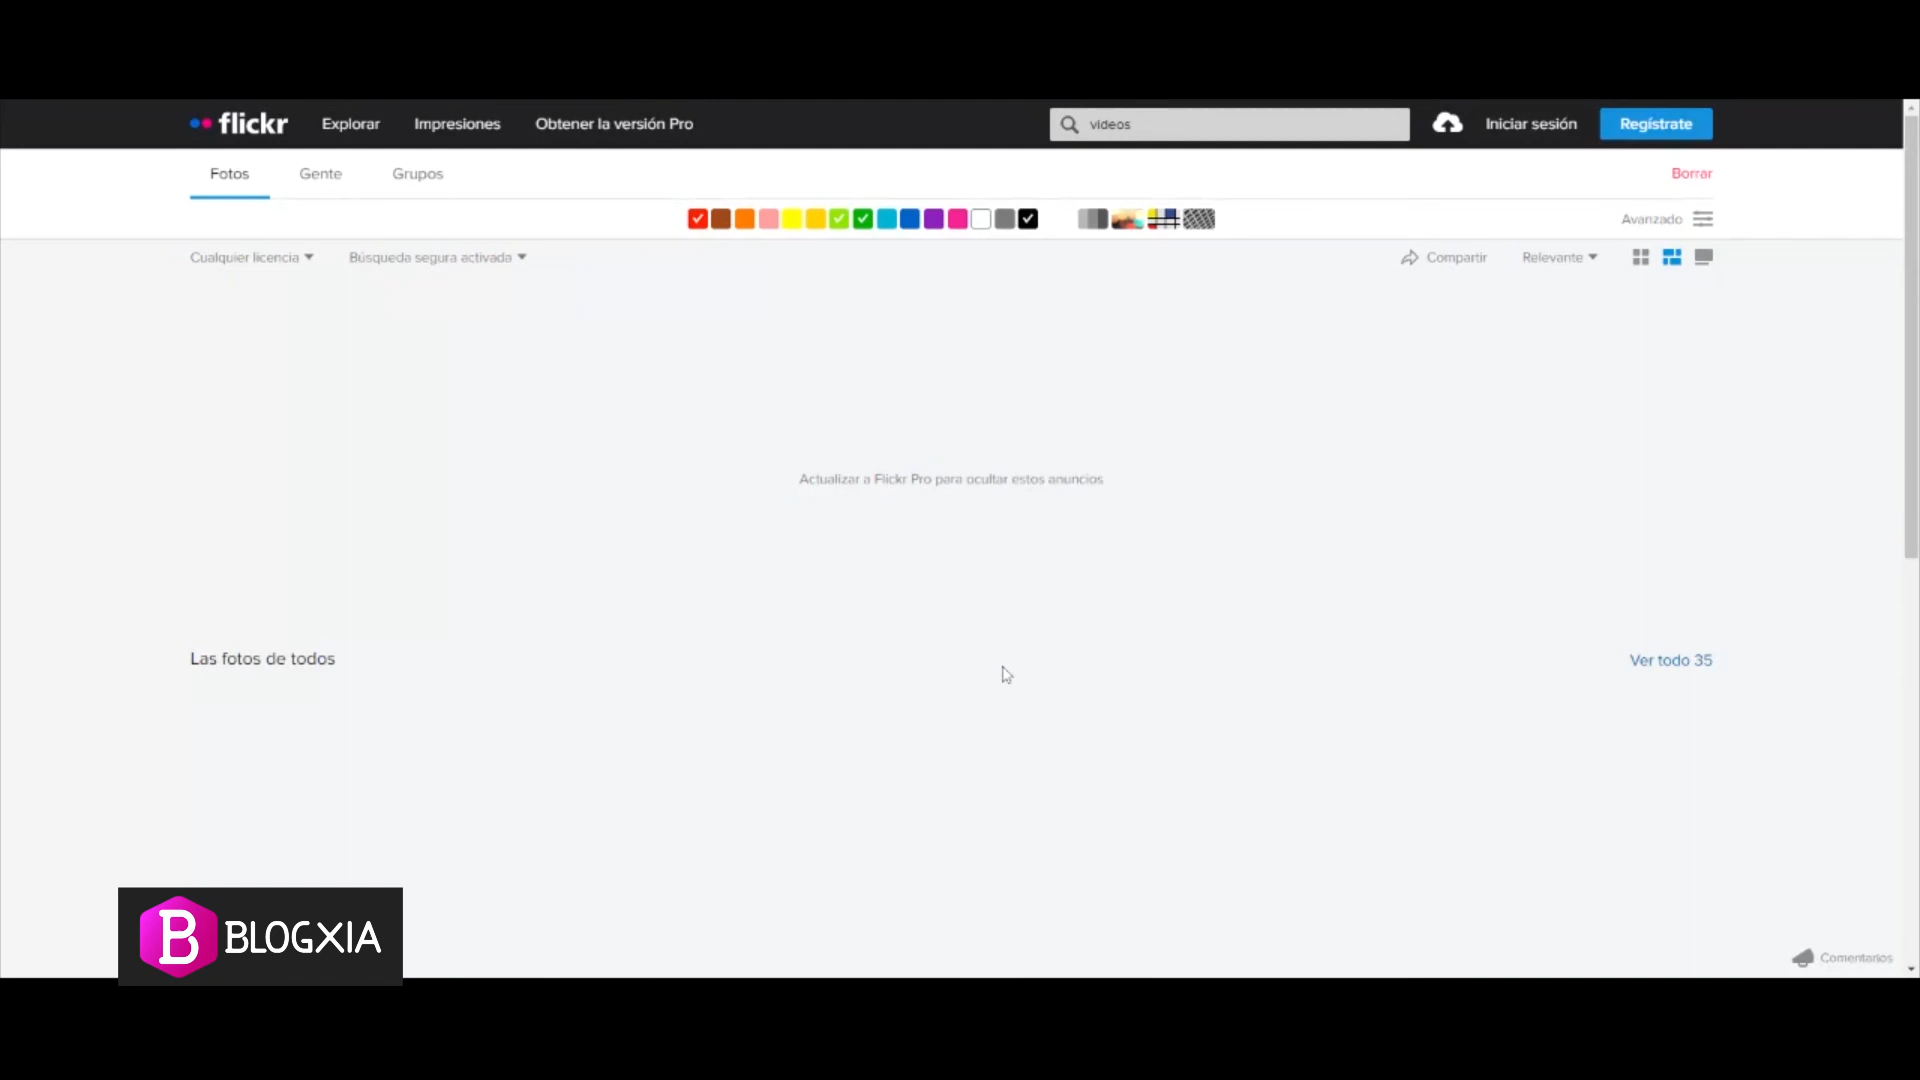 flickr
Explorar
Impresiones
Obtener la versión Pro
videos
Iniciar sesión
Regístrate
Fotos
Gente
Grupos
Borrar
Avanzado
Cualquier licencia
Búsqueda segura activada
Compartir
Relevante
Actualizar a Flickr Pro para ocultar estos anuncios
Las fotos de todos
Ver todo 35
B BLOGXIA
Comentarios